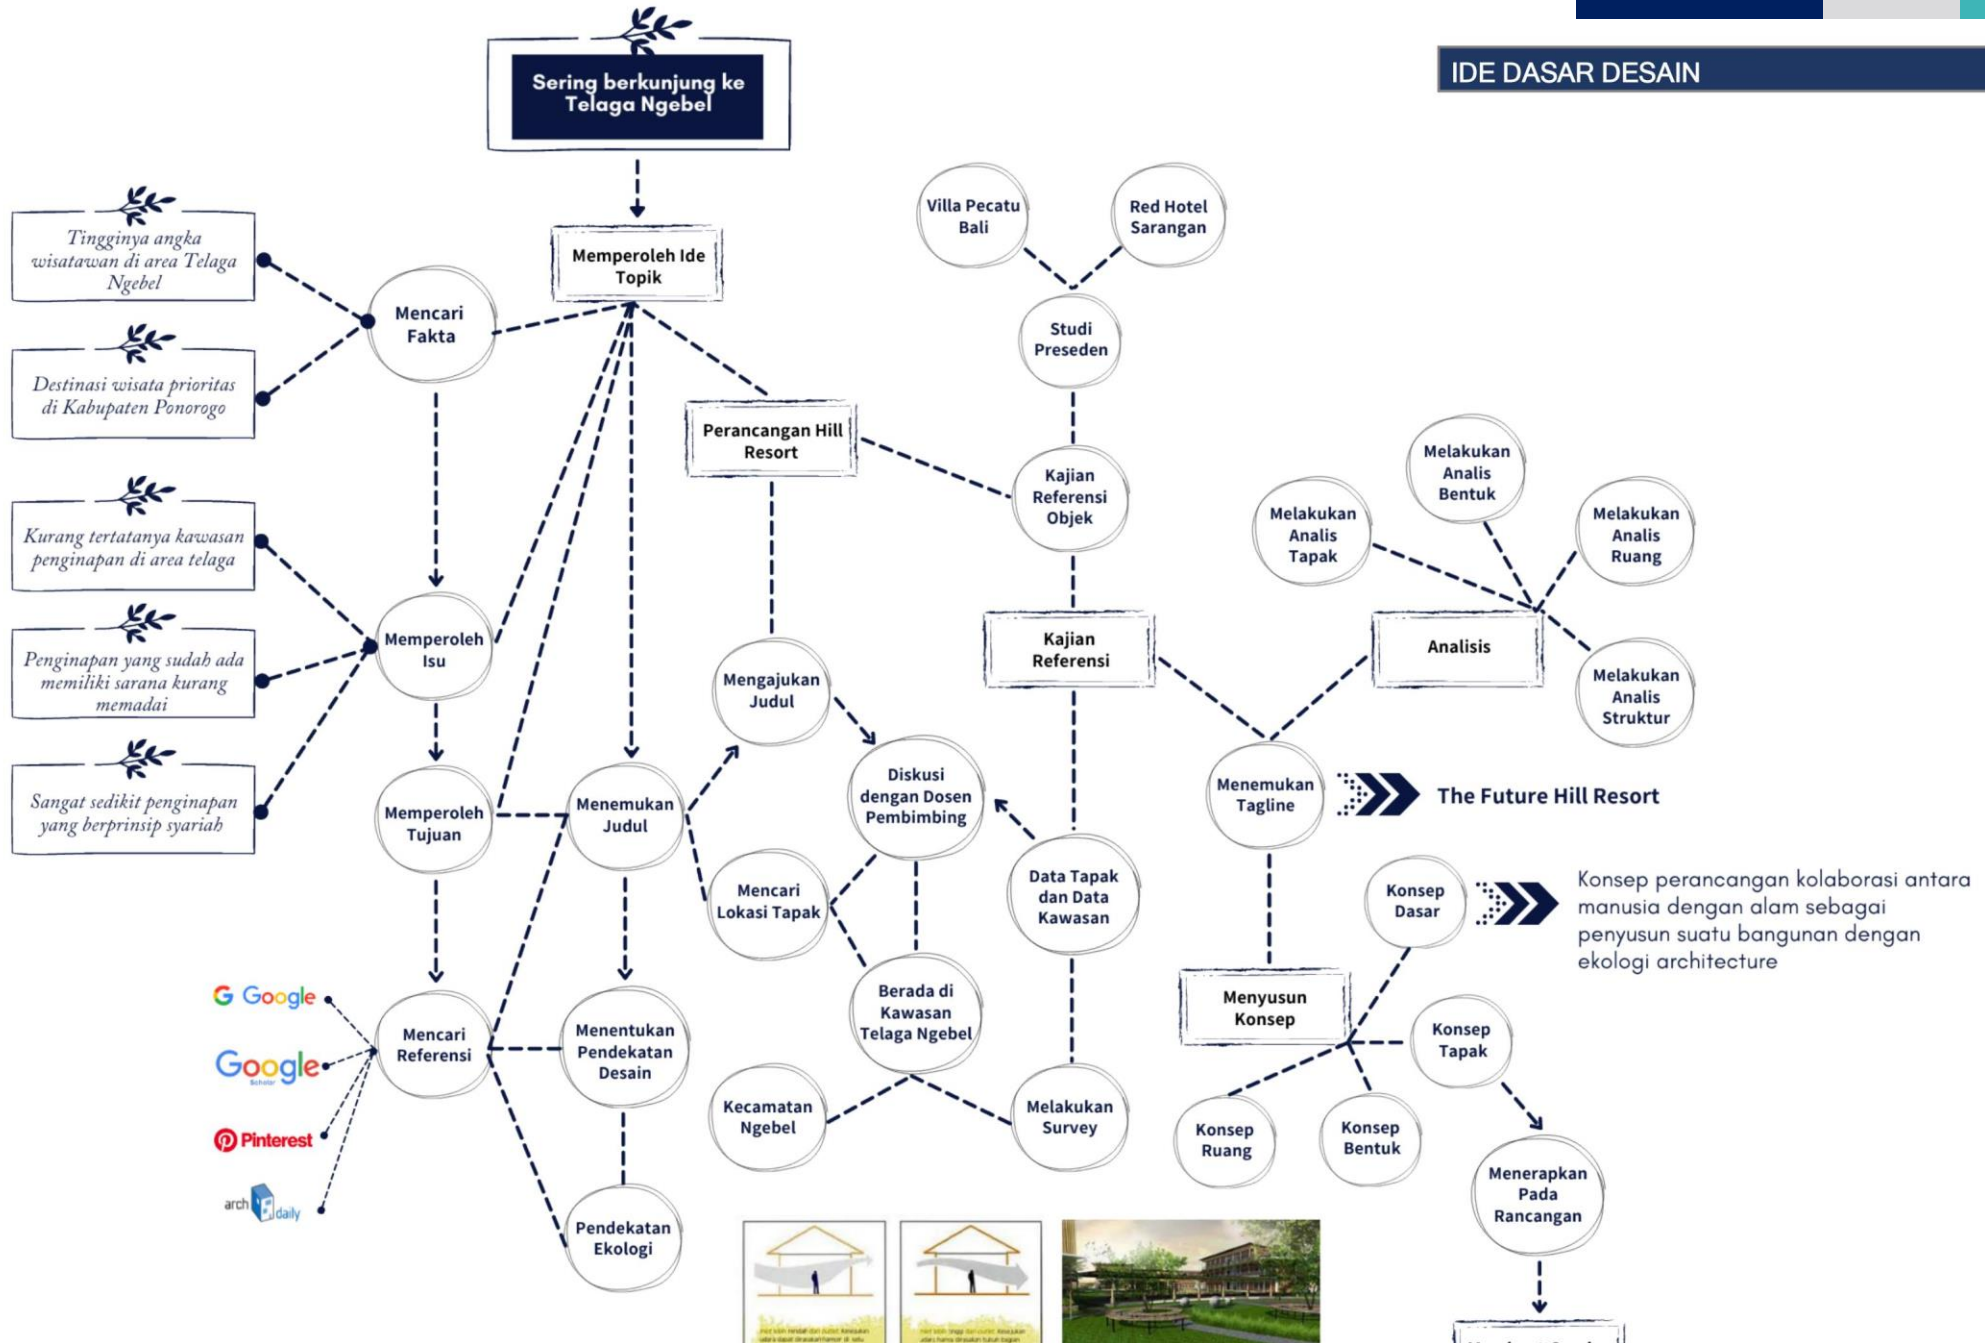 IDE DASAR DESAIN
Sering berkunjung ke
Telaga Ngebel
Memperoleh Ide
Topik
Tingginya angka
wisatawan di area Telaga
Ngebel
Destinasi wisata prioritas
di Kabupaten Ponorogo
Mencari
Fakta
Kurang tertatanya kawasan
penginapan di area telaga
Penginapan yang sudah ada
memiliki sarana kurang
memadai
Sangat sedikit penginapan
yang berprinsip syariah
Memperoleh
Isu
Memperoleh
Tujuan
Menemukan
Judul
Mencari
Referensi
G Google
Google
Scholar
Pinterest
arch
daily
Menentukan
Pendekatan
Desain
Pendekatan
Ekologi
Perancangan Hill
Resort
Mengajukan
Judul
Diskusi
dengan Dosen
Pembimbing
Mencari
Lokasi Tapak
Berada di
Kawasan
Telaga Ngebel
Kecamatan
Ngebel
Melakukan
Survey
Data Tapak
dan Data
Kawasan
Villa Pecatu
Bali
Red Hotel
Sarangan
Studi
Preseden
Kajian
Referensi
Objek
Kajian
Referensi
Melakukan
Analis
Tapak
Melakukan
Analis
Bentuk
Melakukan
Analis
Ruang
Analisis
Melakukan
Analis
Struktur
Menemukan
Tagline
The Future Hill Resort
Konsep
Dasar
Konsep perancangan kolaborasi antara
manusia dengan alam sebagai
penyusun suatu bangunan dengan
ekologi architecture
Menyusun
Konsep
Konsep
Tapak
Konsep
Ruang
Konsep
Bentuk
Menerapkan
Pada
Rancangan